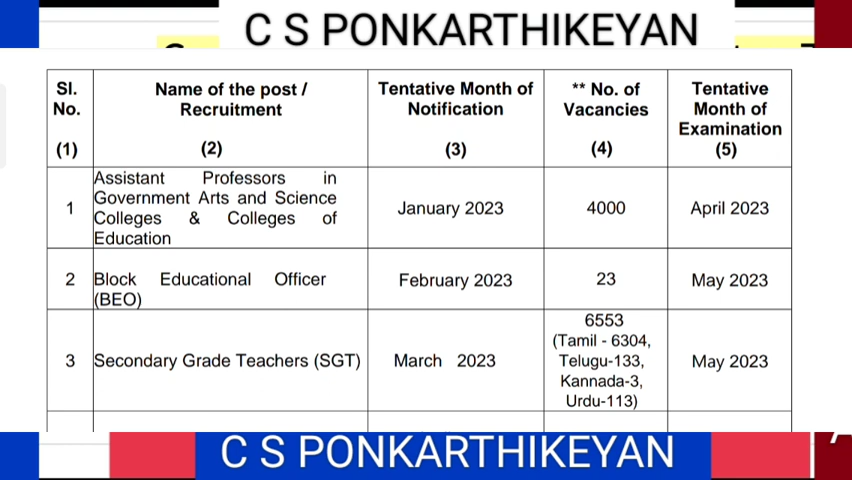 C S PONKARTHIKEYAN
Sl. No. (1) Name of the post / Recruitment (2) Tentative Month of Notification (3) ** No. of Vacancies (4) Tentative Month of Examination (5)
1 Assistant Professors in Government Arts and Science Colleges & Colleges of Education January 2023 4000 April 2023
2 Block Educational Officer (BEO) February 2023 23 May 2023
3 Secondary Grade Teachers (SGT) March 2023 6553 (Tamil - 6304, Telugu-133, Kannada-3, Urdu-113) May 2023
C S PONKARTHIKEYAN